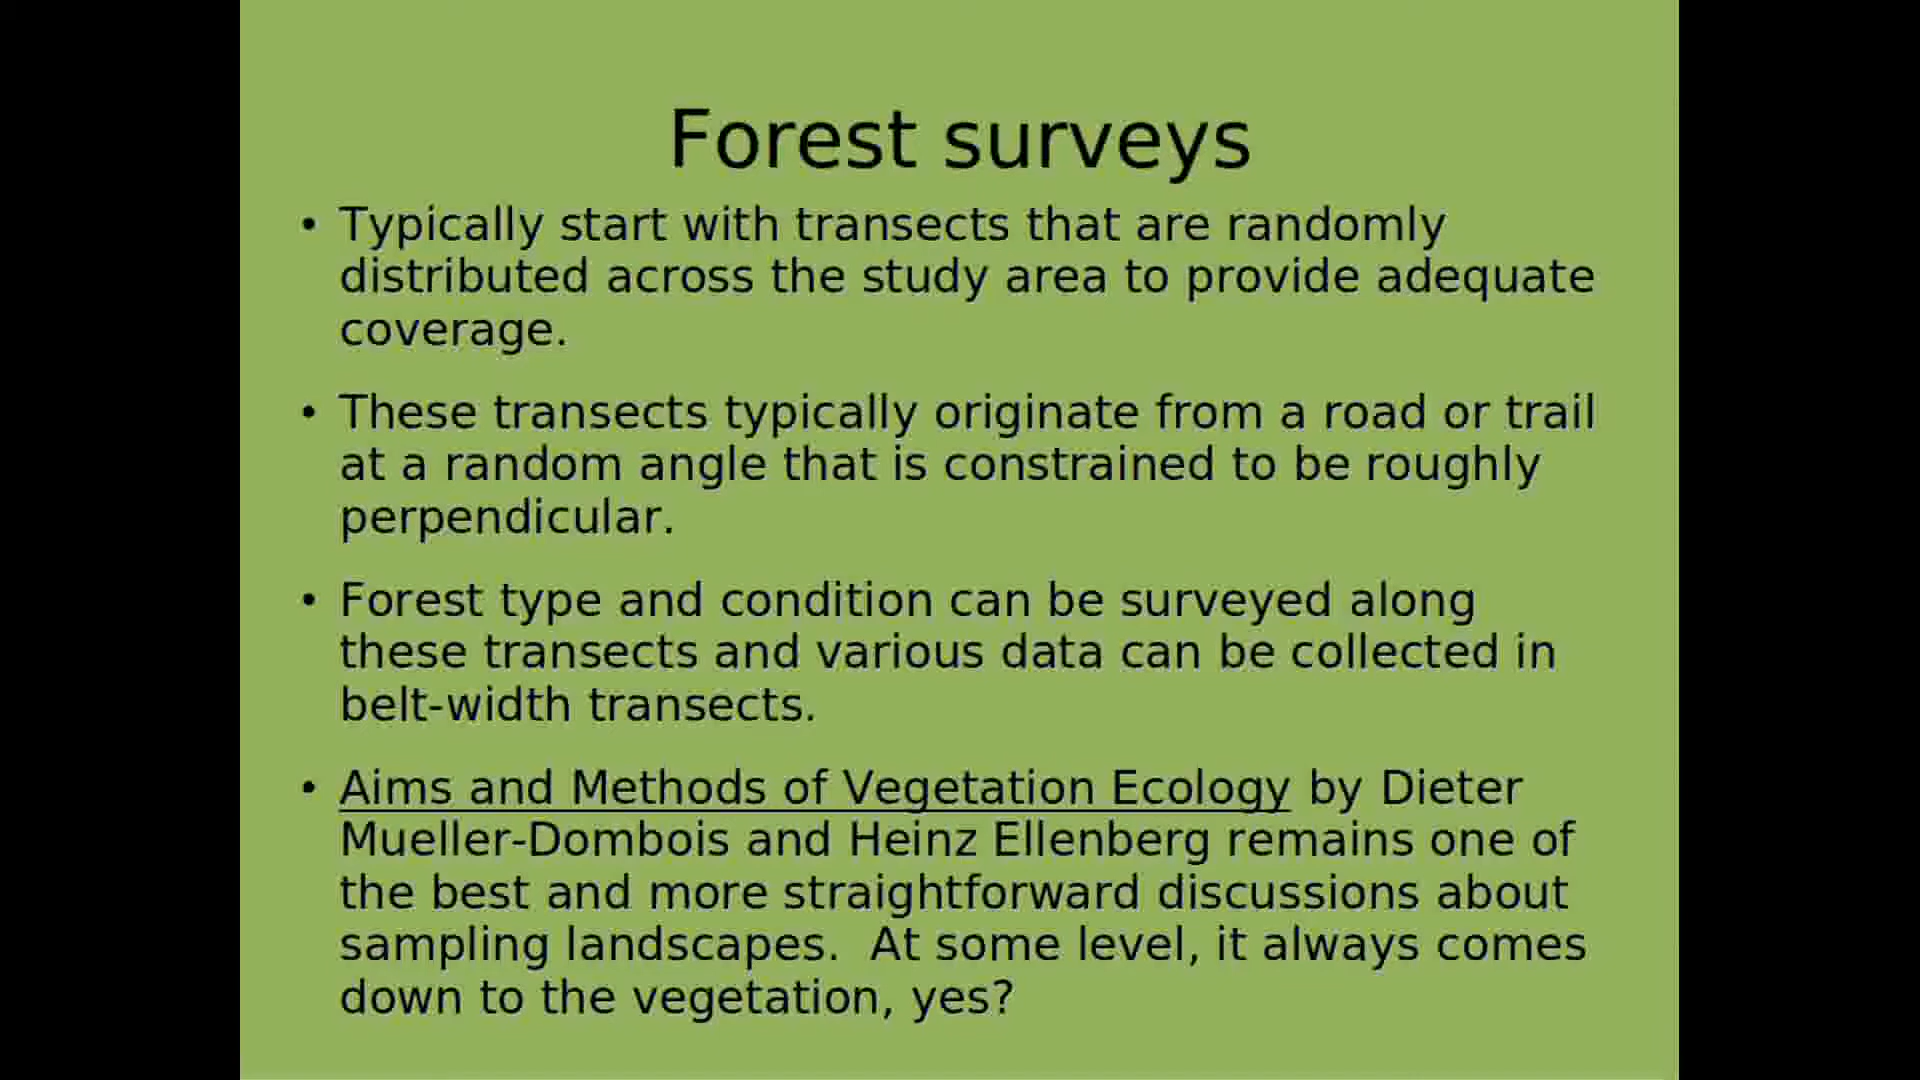 Forest surveys
• Typically start with transects that are randomly
distributed across the study area to provide adequate
coverage.
• These transects typically originate from a road or trail
at a random angle that is constrained to be roughly
perpendicular.
• Forest type and condition can be surveyed along
these transects and various data can be collected in
belt-width transects.
• Aims and Methods of Vegetation Ecology by Dieter
Mueller-Dombois and Heinz Ellenberg remains one of
the best and more straightforward discussions about
sampling landscapes.  At some level, it always comes
down to the vegetation, yes?